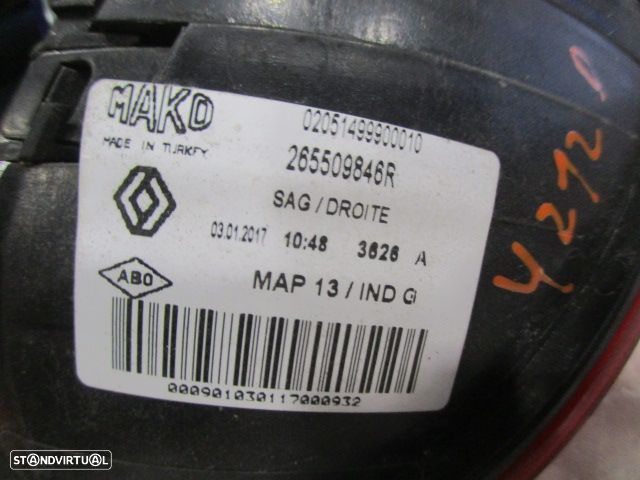 MAKO
MADE IN TURKEY
02051499900010
265509846R
SAG / DROITE
03.01.2017 10:48 3626 A
ABO
MAP 13 / IND G
000901030117000932
4212
STANDVIRTUAL